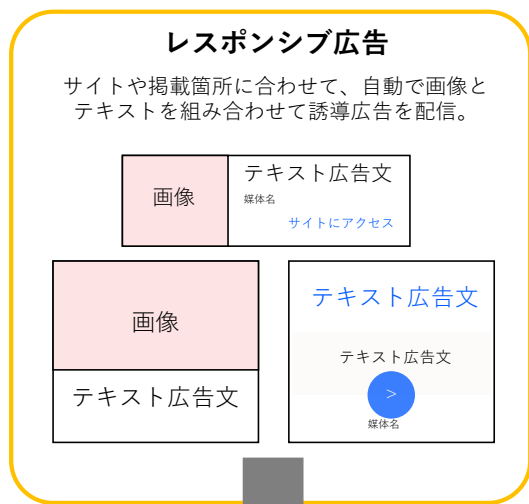 レスポンシブ広告
サイトや掲載箇所に合わせて、自動で画像と
テキストを組み合わせて誘導広告を配信。
画像
テキスト広告文
媒体名
サイトにアクセス
画像
テキスト広告文
テキスト広告文
テキスト広告文
>
媒体名